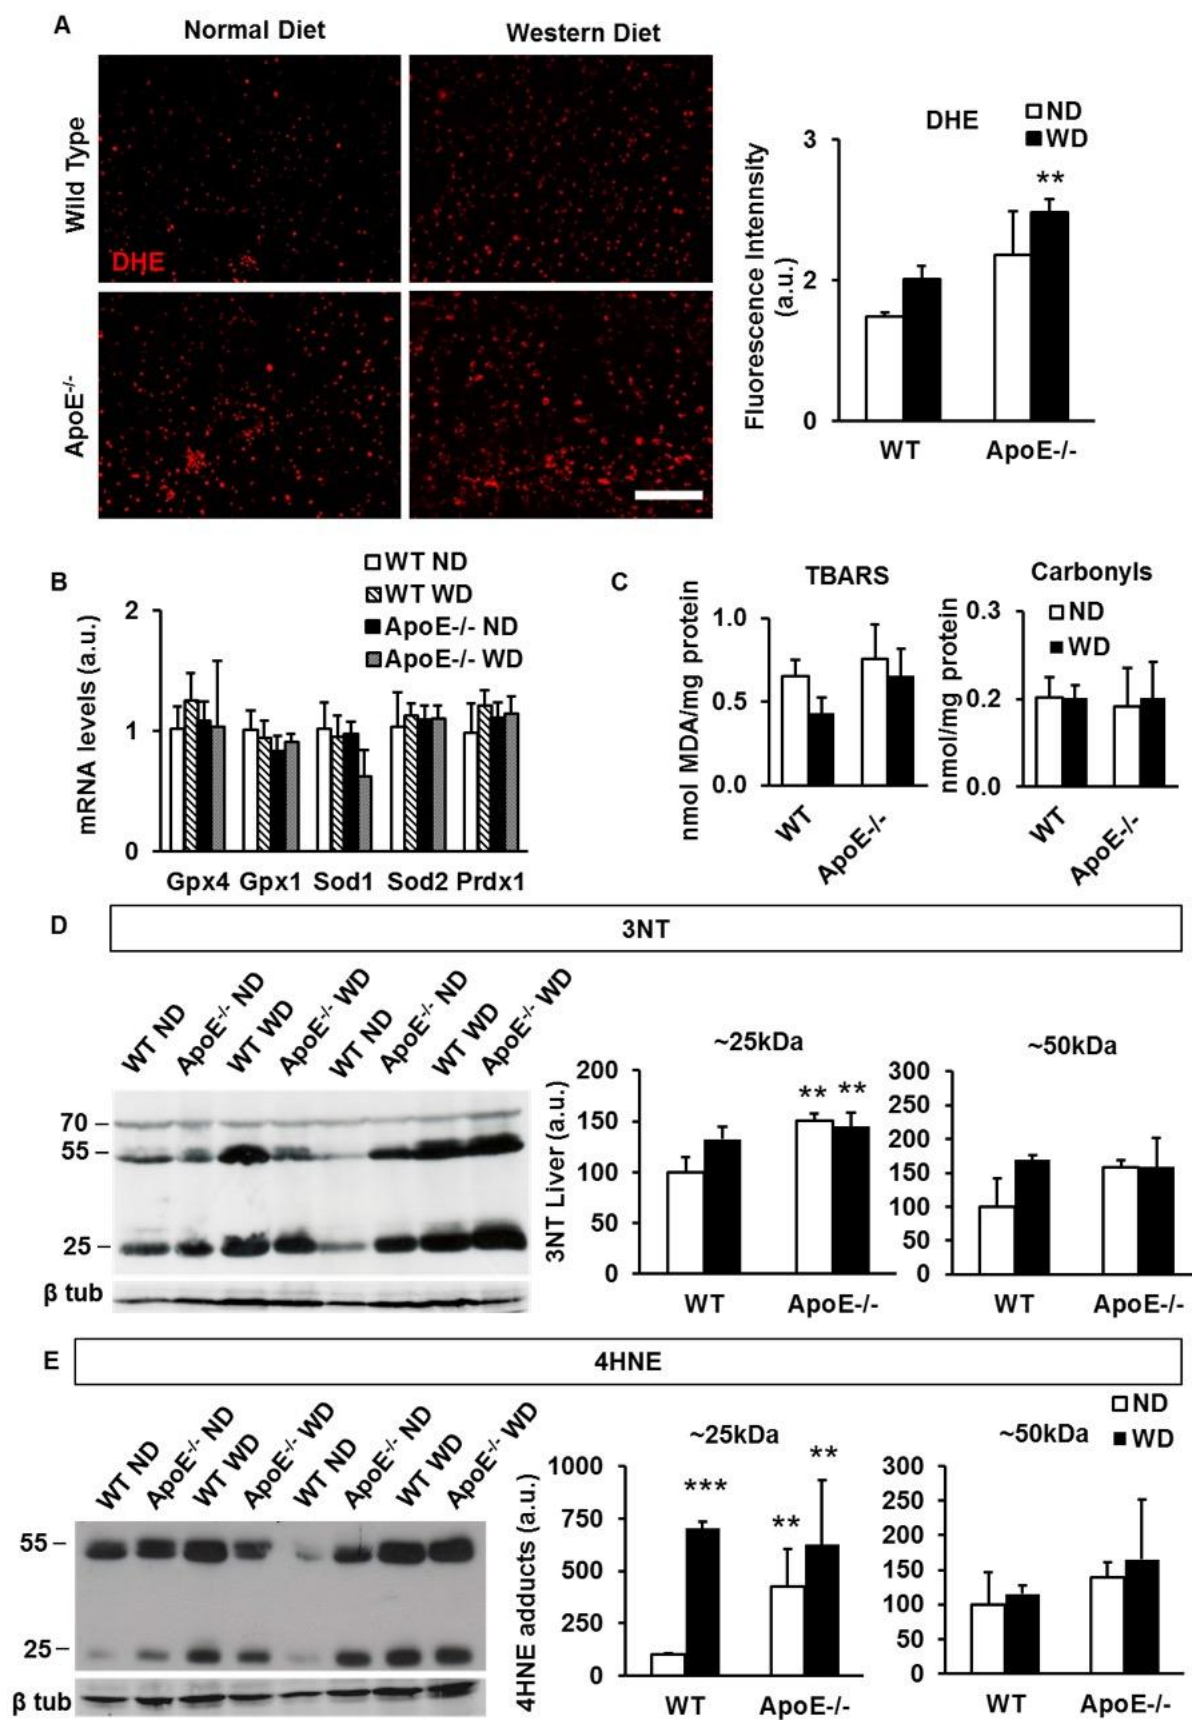 A
Normal Diet
Western Diet
Wild Type
DHE
ApoE-/-
DHE
ND
WD
Fluorescence Intennsity
(a.u.)
3
2
0
**
WT
ApoE-/-
B
WT ND
WT WD
ApoE-/- ND
ApoE-/- WD
mRNA levels (a.u.)
2
1
0
Gpx4 Gpx1 Sod1 Sod2 Prdx1
C
TBARS
nmol MDA/mg protein
1.0
0.5
0.0
WT
ApoE-/-
Carbonyls
ND
WD
nmol/mg protein
0.3
0.2
0.0
WT
ApoE-/-
D
3NT
WT ND
ApoE-/- ND
WT WD
ApoE-/- WD
WT ND
ApoE-/- ND
WT WD
ApoE-/- WD
70
55
25
β tub
~25kDa
3NT Liver (a.u.)
200
150
100
50
0
** **
WT
ApoE-/-
~50kDa
300
250
200
150
100
50
0
WT
ApoE-/-
E
4HNE
WT ND
ApoE-/- ND
WT WD
ApoE-/- WD
WT ND
ApoE-/- ND
WT WD
ApoE-/- WD
55
25
β tub
~25kDa
4HNE adducts (a.u.)
1000
750
500
250
0
***
**
**
WT
ApoE-/-
~50kDa
ND
WD
300
250
200
150
100
50
0
WT
ApoE-/-